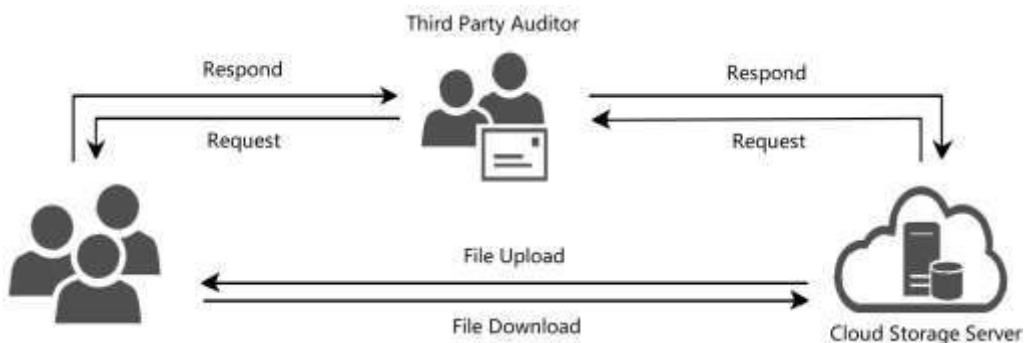 Third Party Auditor
Respond
Respond
Request
Request
File Upload
File Download
Cloud Storage Server